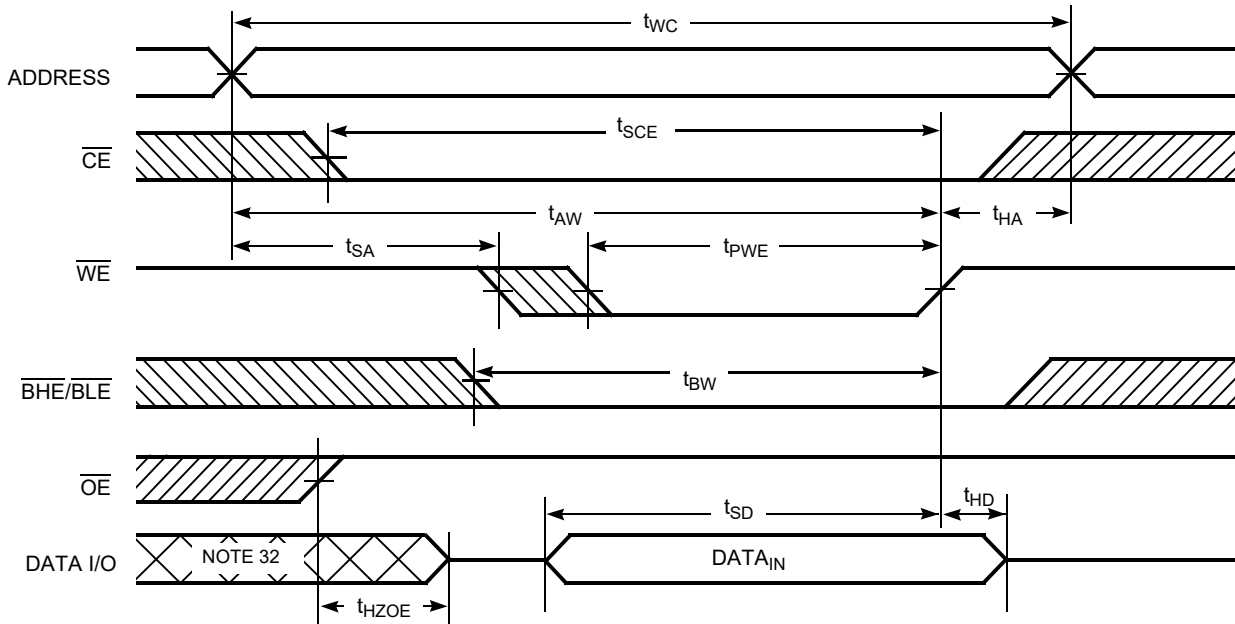 tWC
ADDRESS
tSCE
CE
tAW
tHA
tSA
tPWE
WE
tBW
BHE/BLE
OE
tSD
tHD
DATA I/O
NOTE 32
DATAIN
tHZOE